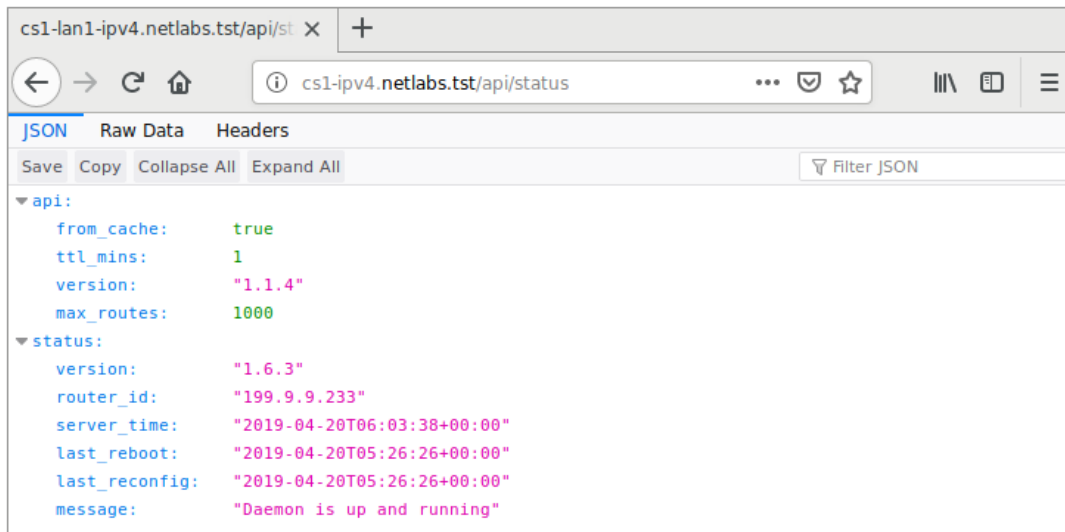 cs1-lan1-ipv4.netlabs.tst/api/st
cs1-ipv4.netlabs.tst/api/status
JSON Raw Data Headers
Save Copy Collapse All Expand All Filter JSON
api:
from_cache: true
ttl_mins: 1
version: "1.1.4"
max_routes: 1000
status:
version: "1.6.3"
router_id: "199.9.9.233"
server_time: "2019-04-20T06:03:38+00:00"
last_reboot: "2019-04-20T05:26:26+00:00"
last_reconfig: "2019-04-20T05:26:26+00:00"
message: "Daemon is up and running"